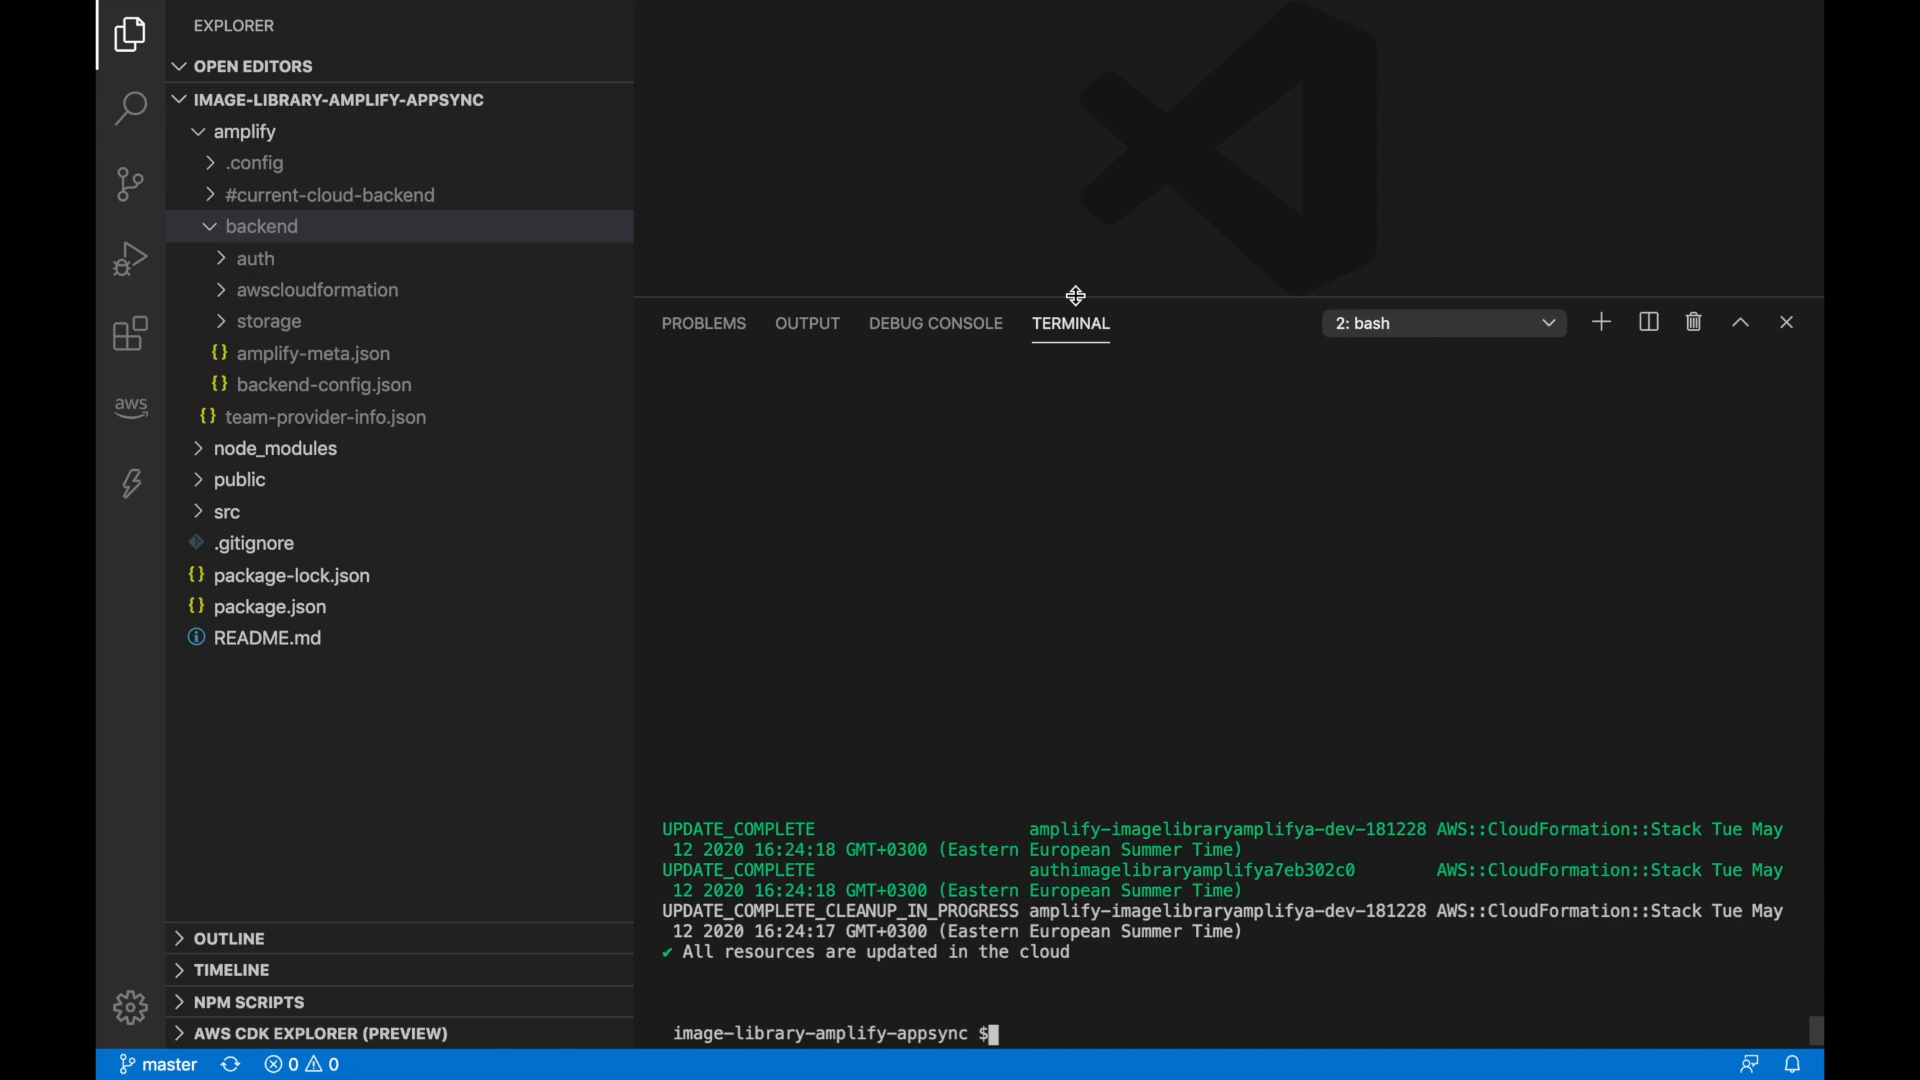 EXPLORER
OPEN EDITORS
IMAGE-LIBRARY-AMPLIFY-APPSYNC
amplify
.config
#current-cloud-backend
backend
auth
awscloudformation
storage
{} amplify-meta.json
{} backend-config.json
{} team-provider-info.json
node_modules
public
src
.gitignore
{} package-lock.json
{} package.json
README.md
OUTLINE
TIMELINE
NPM SCRIPTS
AWS CDK EXPLORER (PREVIEW)
aws
PROBLEMS OUTPUT DEBUG CONSOLE TERMINAL 2: bash
UPDATE_COMPLETE amplify-imagelibraryamplifya-dev-181228 AWS::CloudFormation::Stack Tue May
12 2020 16:24:18 GMT+0300 (Eastern European Summer Time)
UPDATE_COMPLETE authimagelibraryamplifya7eb302c0 AWS::CloudFormation::Stack Tue May
12 2020 16:24:18 GMT+0300 (Eastern European Summer Time)
UPDATE_COMPLETE_CLEANUP_IN_PROGRESS amplify-imagelibraryamplifya-dev-181228 AWS::CloudFormation::Stack Tue May
12 2020 16:24:17 GMT+0300 (Eastern European Summer Time)
✔ All resources are updated in the cloud
image-library-amplify-appsync $
master 0 0